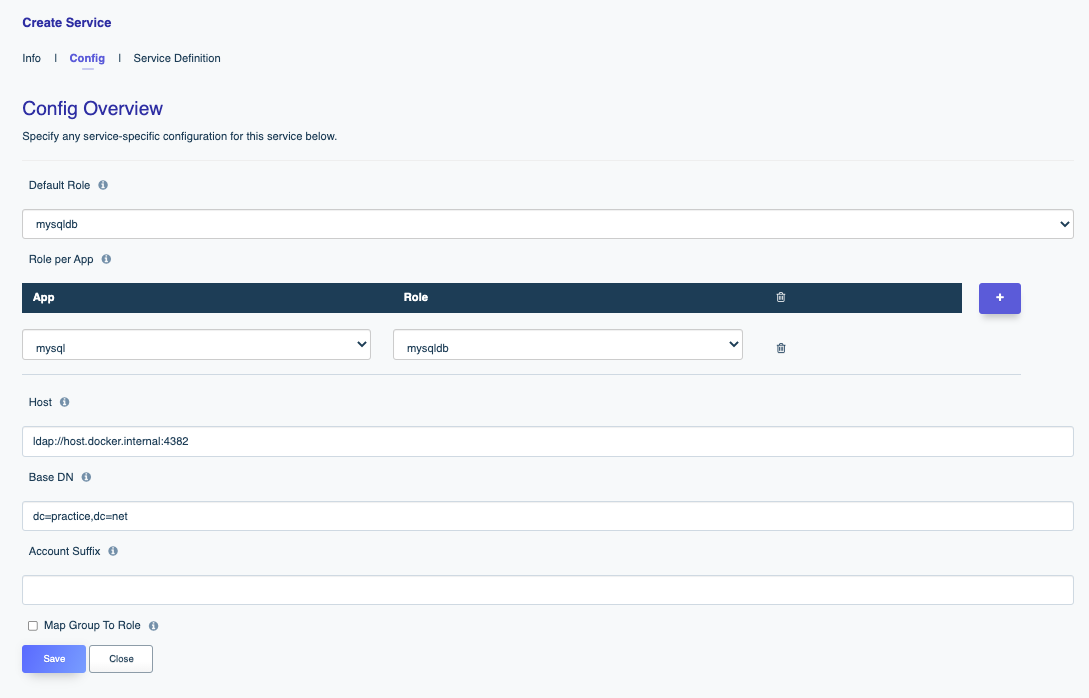 Create Service
Info | Config | Service Definition
Config Overview
Specify any service-specific configuration for this service below.
Default Role
mysqldb
Role per App
App Role
+
mysql mysqldb
Host
ldap://host.docker.internal:4382
Base DN
dc=practice,dc=net
Account Suffix
Map Group To Role
Save Close